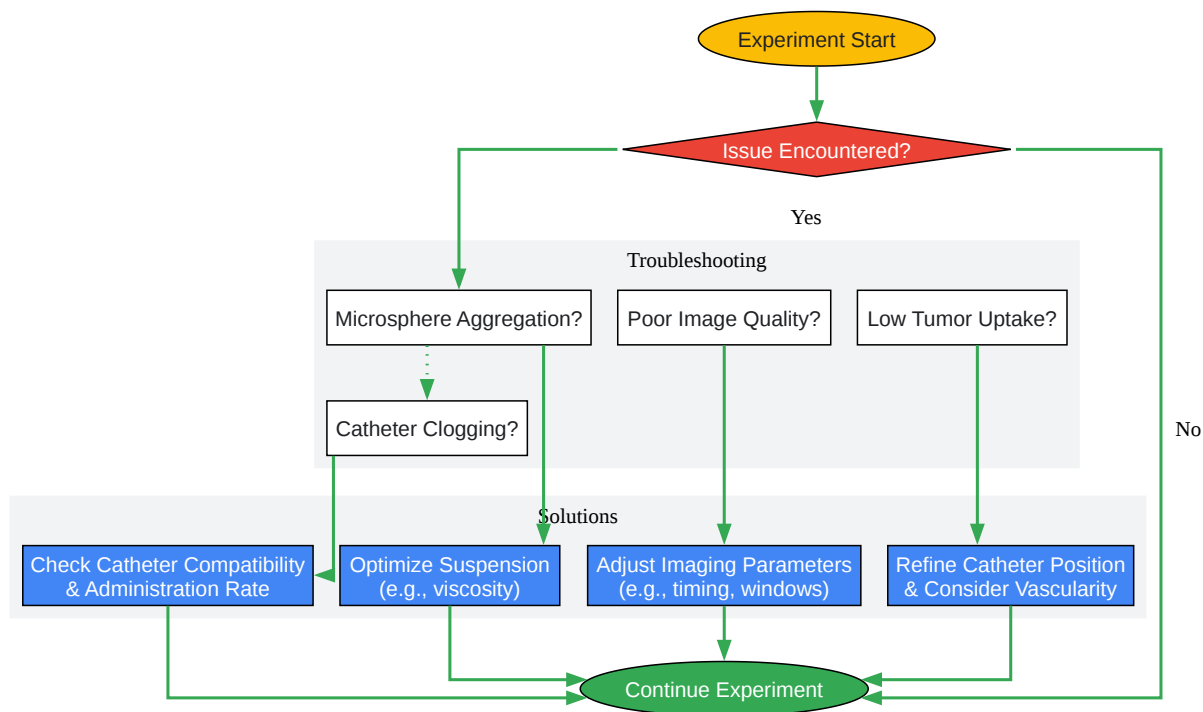 Experiment Start
Issue Encountered?
Yes
Troubleshooting
Microsphere Aggregation?
Poor Image Quality?
Low Tumor Uptake?
Catheter Clogging?
No
Solutions
Check Catheter Compatibility
& Administration Rate
Optimize Suspension
(e.g., viscosity)
Adjust Imaging Parameters
(e.g., timing, windows)
Refine Catheter Position
& Consider Vascularity
Continue Experiment